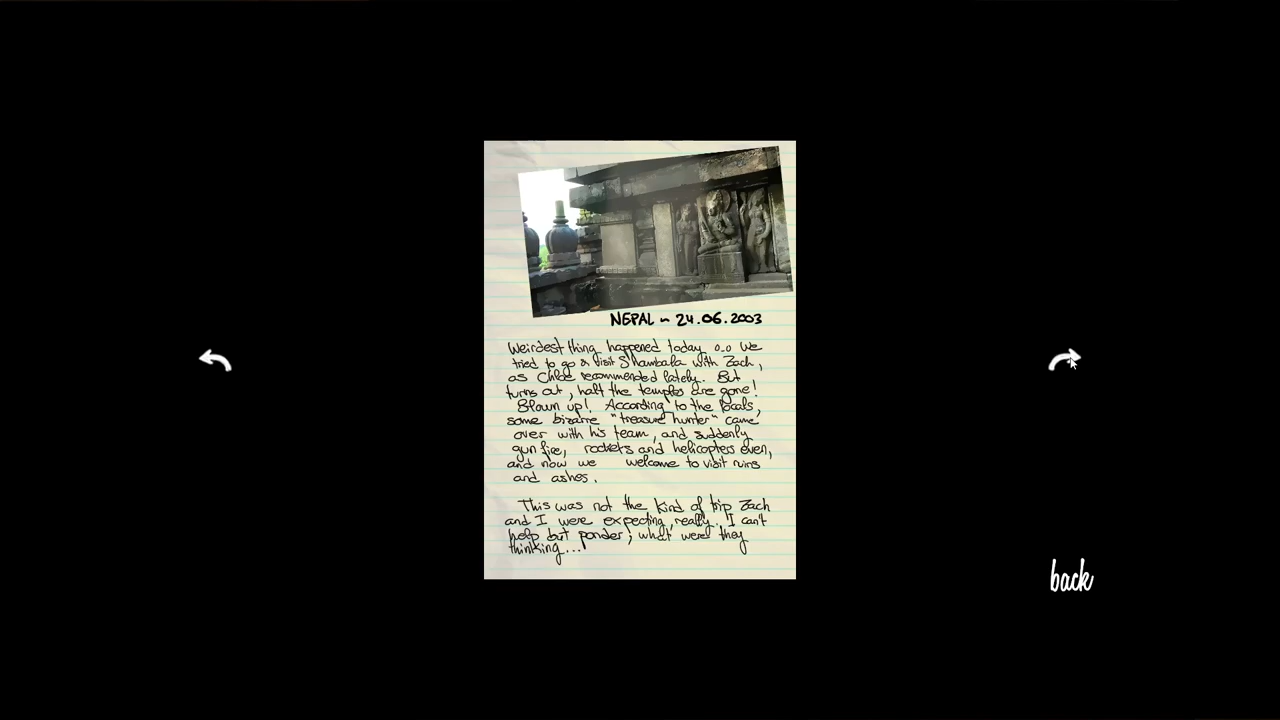 NEPAL ~ 24.06.2003
Weirdest thing happened today o.o We
tried to go & visit Shambala with Zach,
as Chloe recommended lately. But
turns out, half the temples are gone!
Blown up! According to the locals,
some bizarre "treasure hunter" came
over with his team, and suddenly
gun fire, rockets and helicopters even,
and now we welcome to visit ruins
and ashes.
This was not the kind of trip Zach
and I were expecting, really. I can't
help but ponder; what were they
thinking...
back